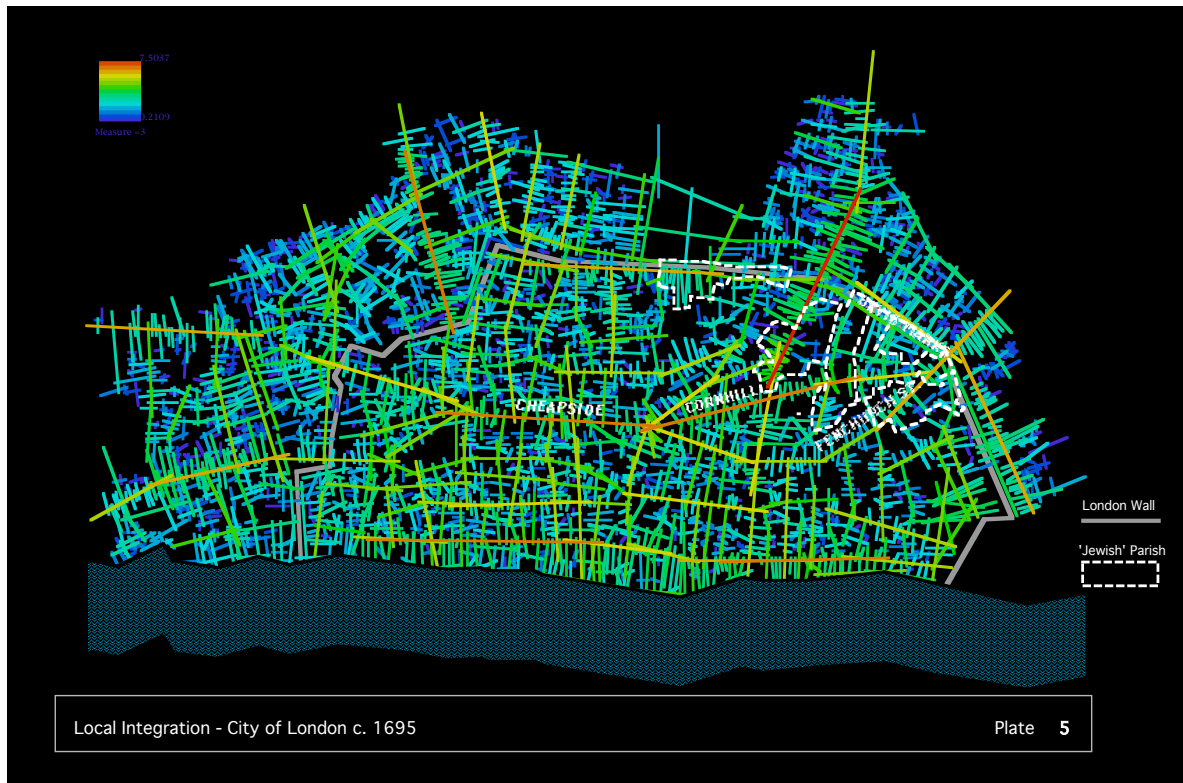 7.5037
0.2109
Measure -3
CHEAPSIDE
CORNHILL
FENCHURCH ST
London Wall
'Jewish' Parish
Local Integration - City of London c. 1695
Plate 5